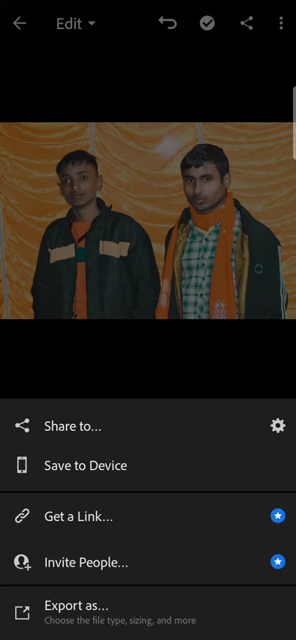 Edit
Share to...
Save to Device
Get a Link...
Invite People...
Export as...
Choose the file type, sizing, and more